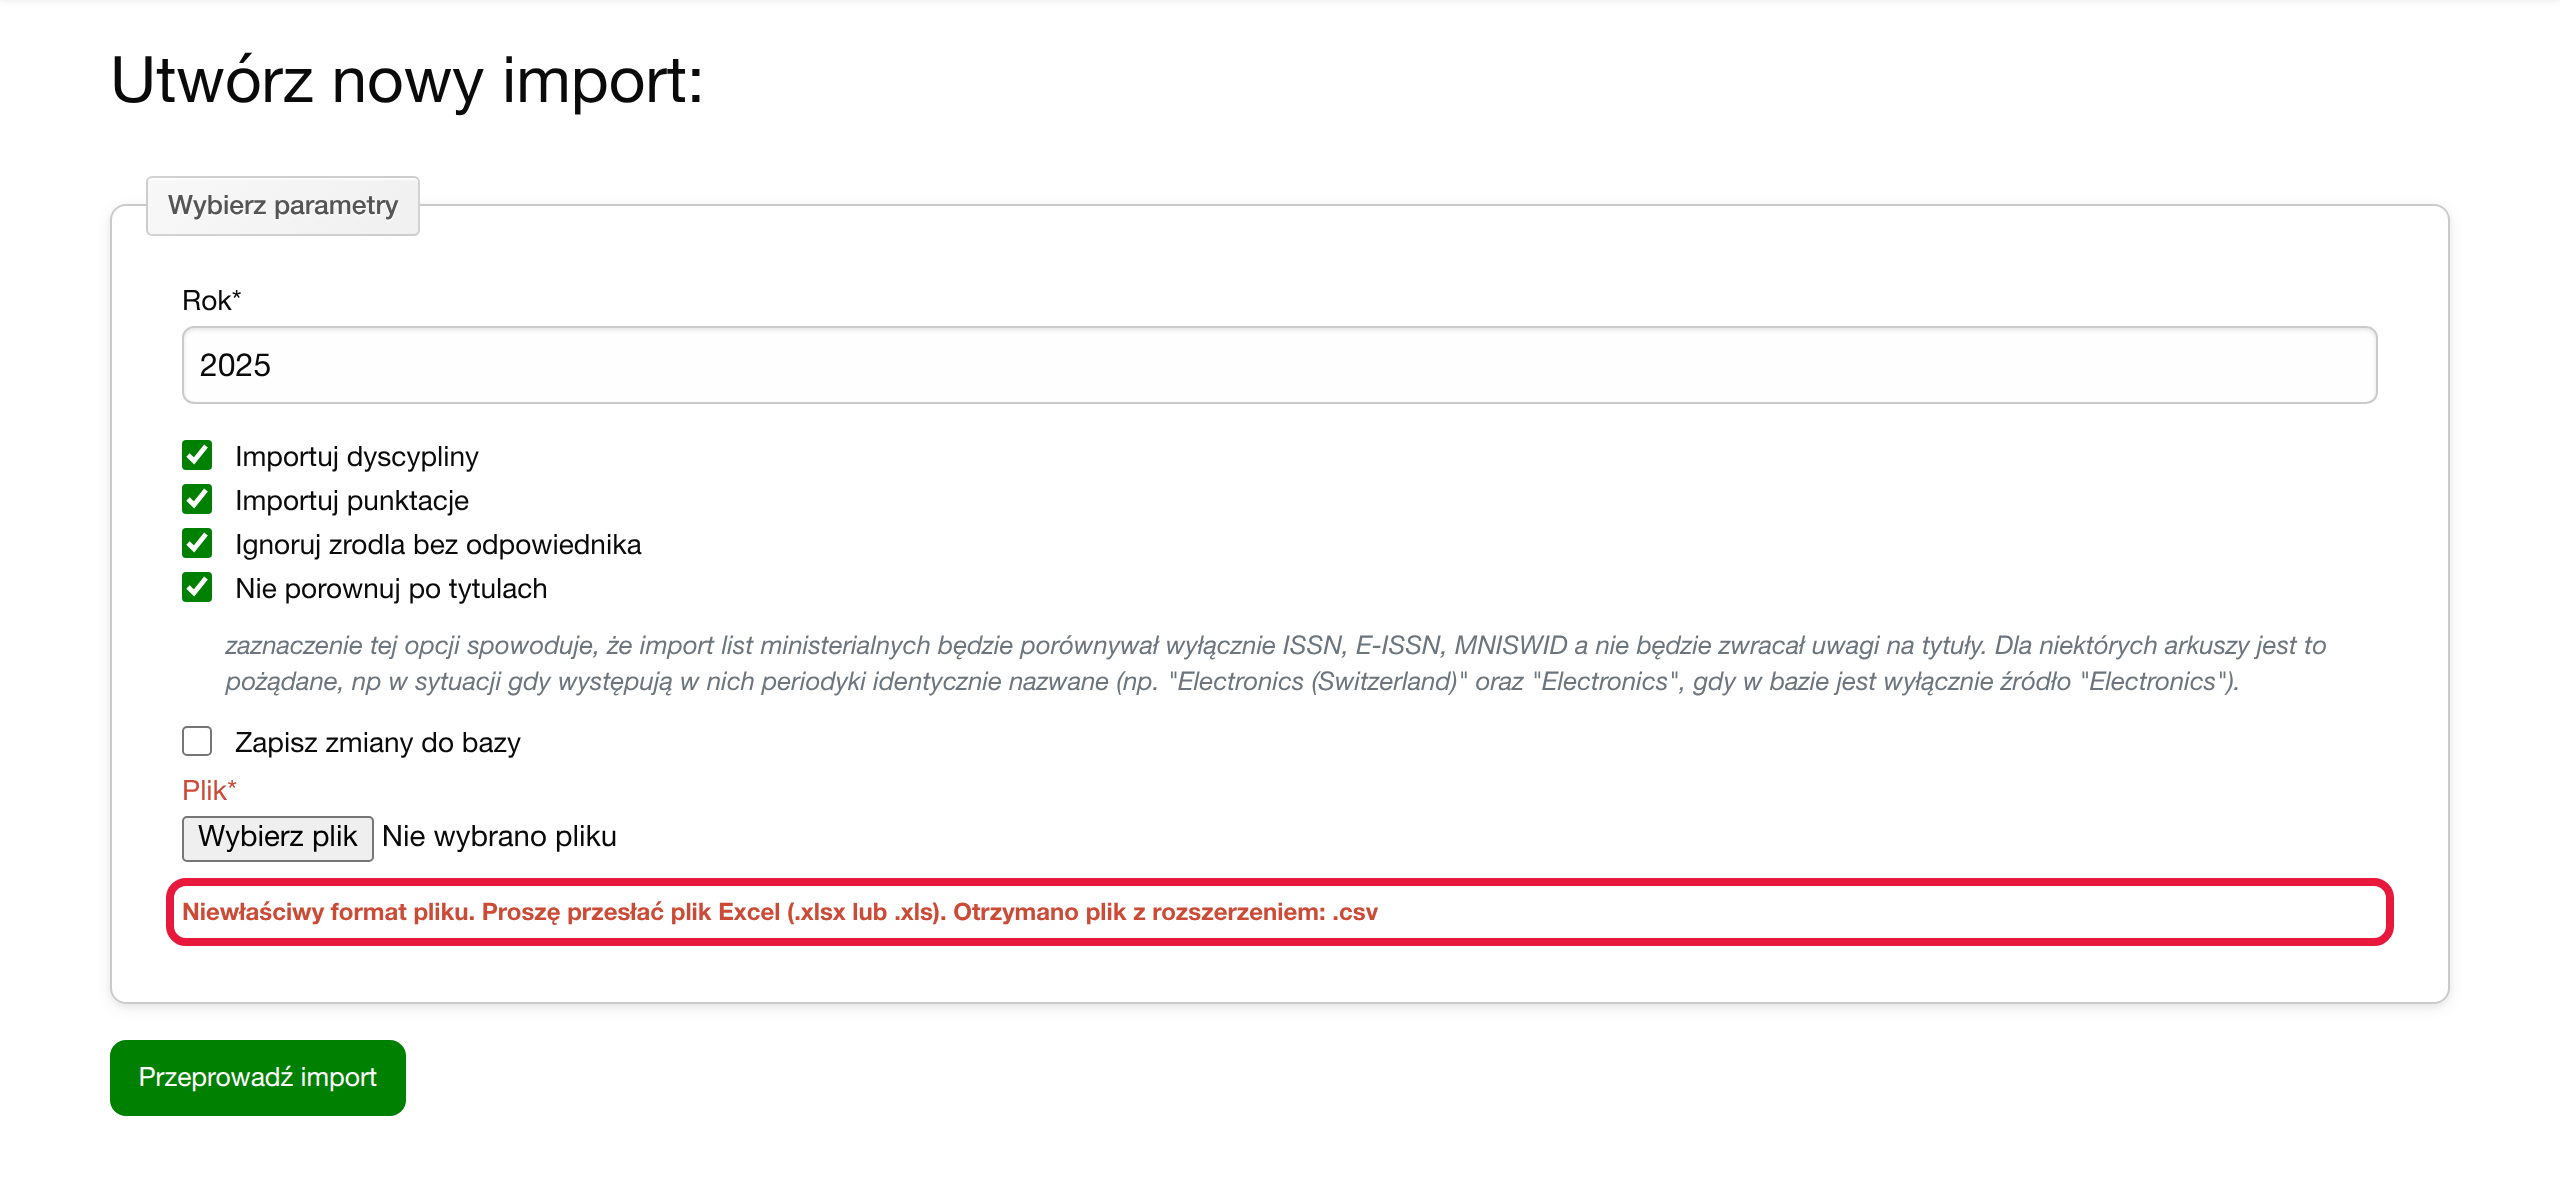 Utwórz nowy import:
Wybierz parametry
Rok*
2025
Importuj dyscypliny
Importuj punktacje
Ignoruj zrodla bez odpowiednika
Nie porownuj po tytulach
zaznaczenie tej opcji spowoduje, że import list ministerialnych będzie porównywał wyłącznie ISSN, E-ISSN, MNISWID a nie będzie zwracał uwagi na tytuły. Dla niektórych arkuszy jest to
pożądane, np w sytuacji gdy występują w nich periodyki identycznie nazwane (np. "Electronics (Switzerland)" oraz "Electronics", gdy w bazie jest wyłącznie źródło "Electronics").
Zapisz zmiany do bazy
Plik*
Wybierz plik Nie wybrano pliku
Niewłaściwy format pliku. Proszę przesłać plik Excel (.xlsx lub .xls). Otrzymano plik z rozszerzeniem: .csv
Przeprowadź import